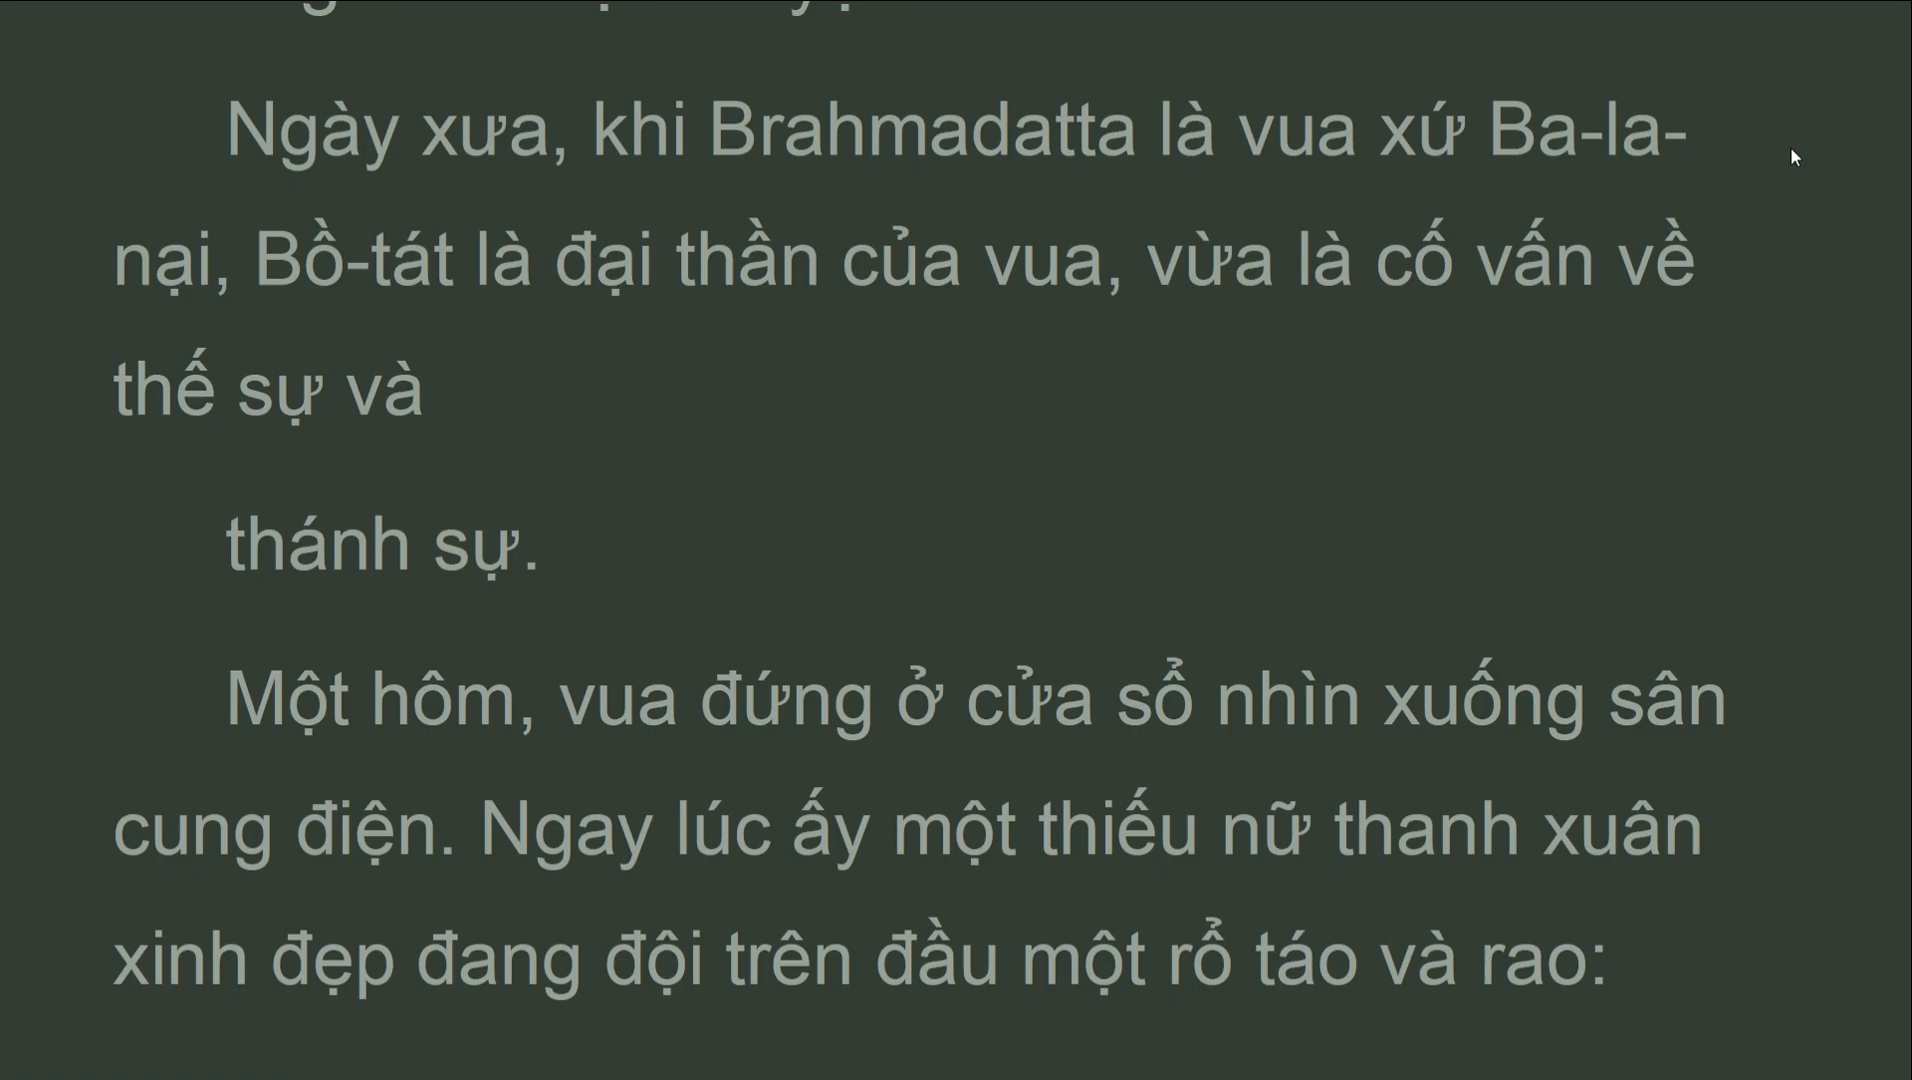 Ngày xưa, khi Brahmadatta là vua xứ Ba-la-
nại, Bồ-tát là đại thần của vua, vừa là cố vấn về
thế sự và
thánh sự.
Một hôm, vua đứng ở cửa sổ nhìn xuống sân
cung điện. Ngay lúc ấy một thiếu nữ thanh xuân
xinh đẹp đang đội trên đầu một rổ táo và rao: